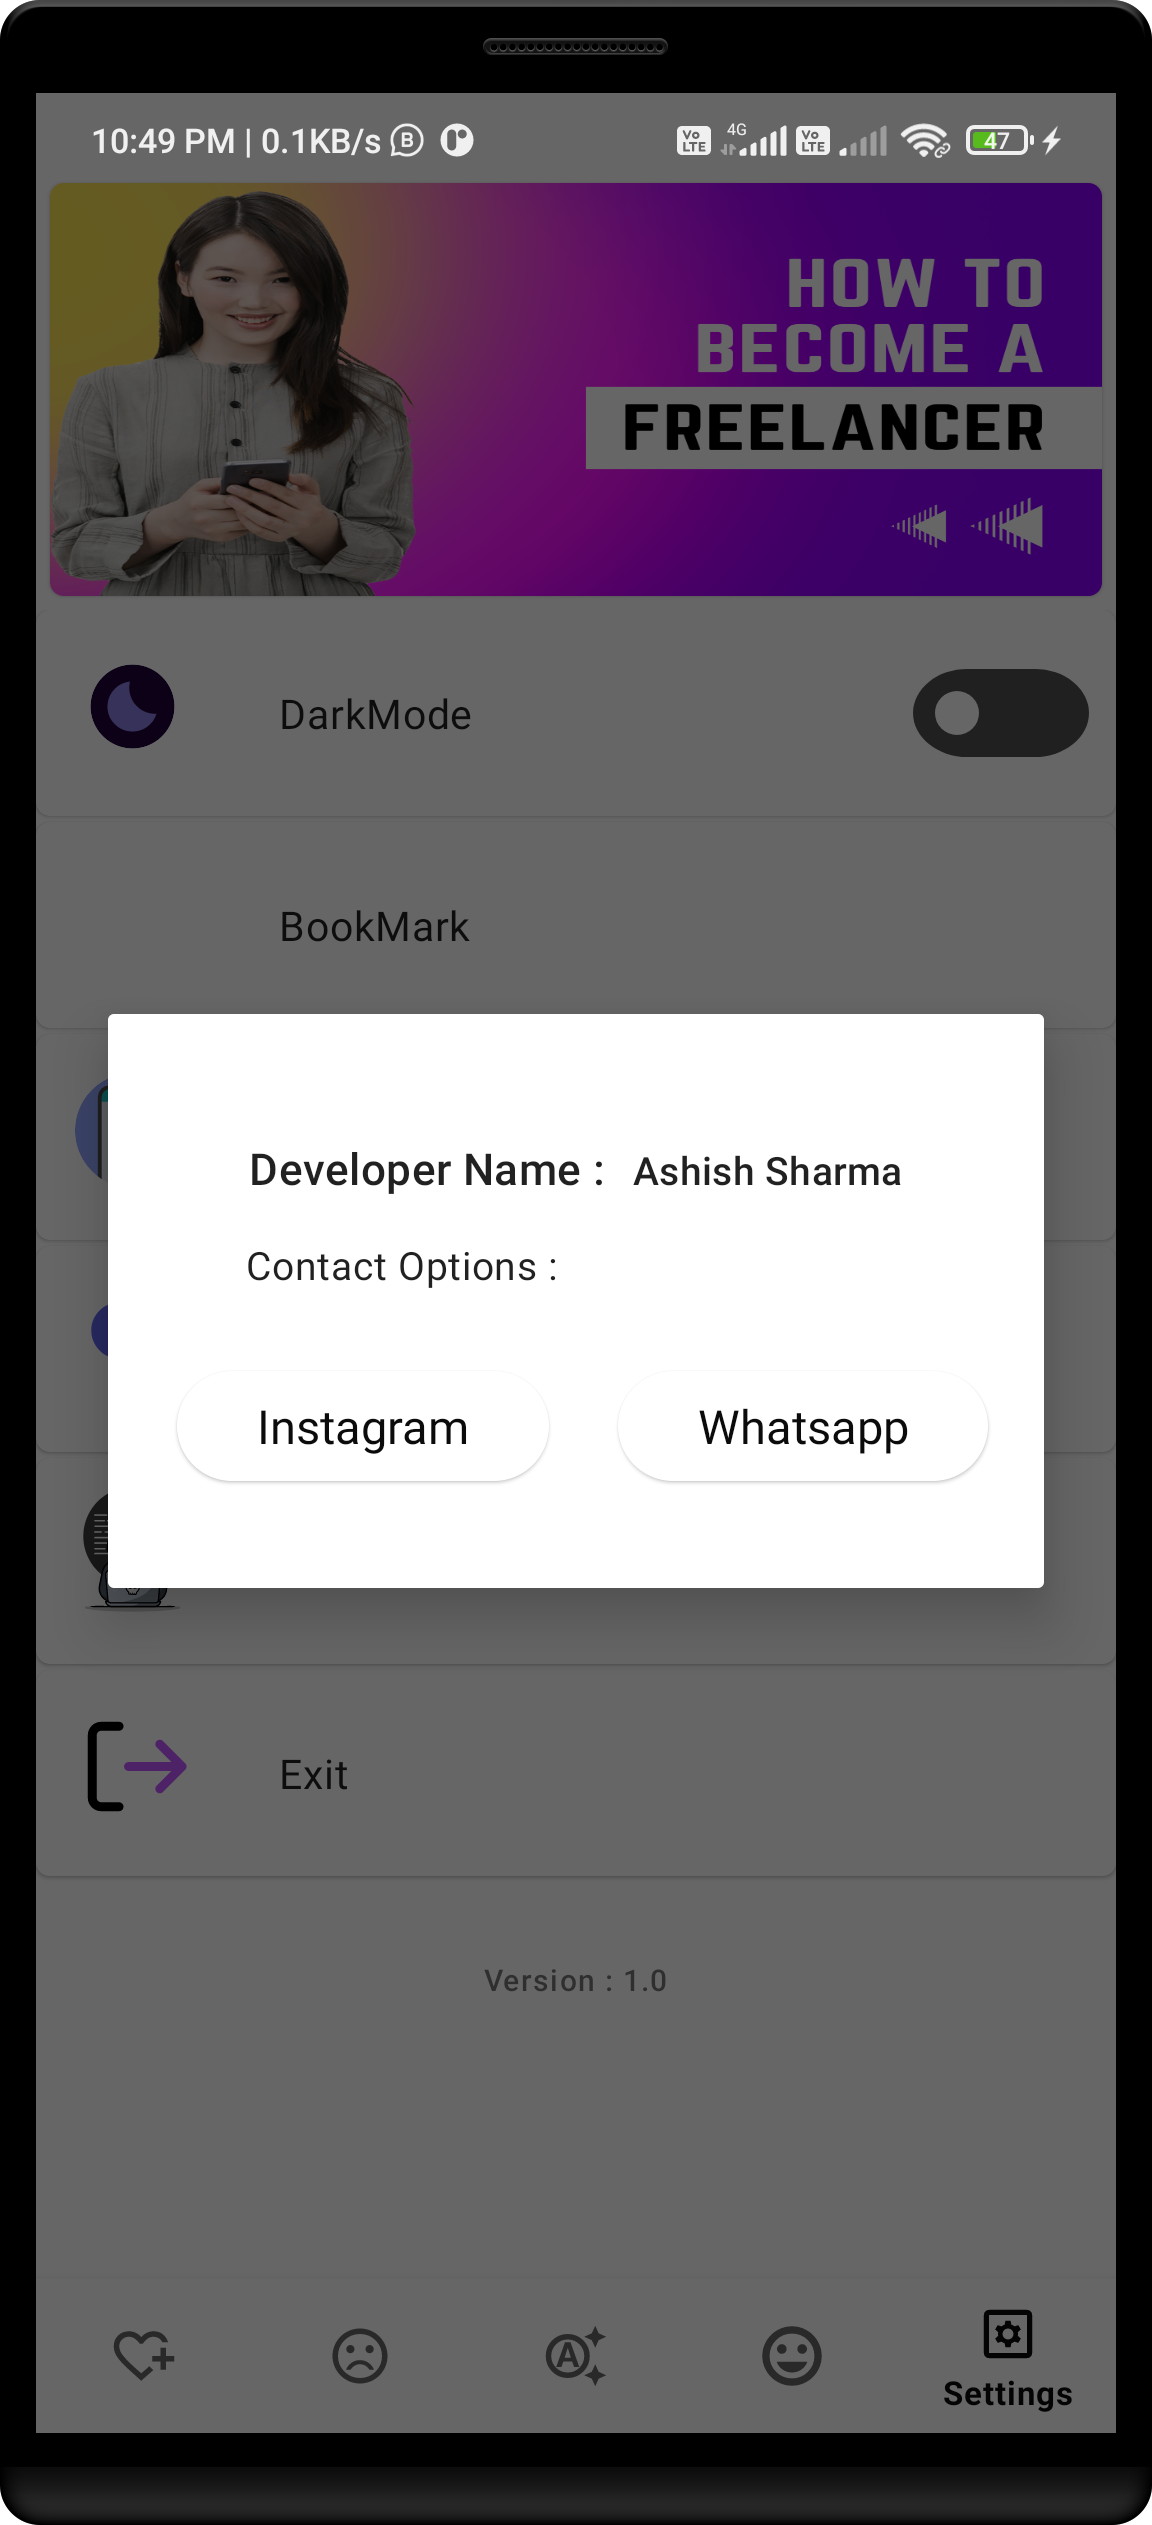 10:49 PM | 0.1KB/s B
Vo LTE 4G Vo LTE 47
HOW TO
BECOME A
FREELANCER
DarkMode
BookMark
Developer Name : Ashish Sharma
Contact Options :
Instagram Whatsapp
Exit
Version : 1.0
A
Settings